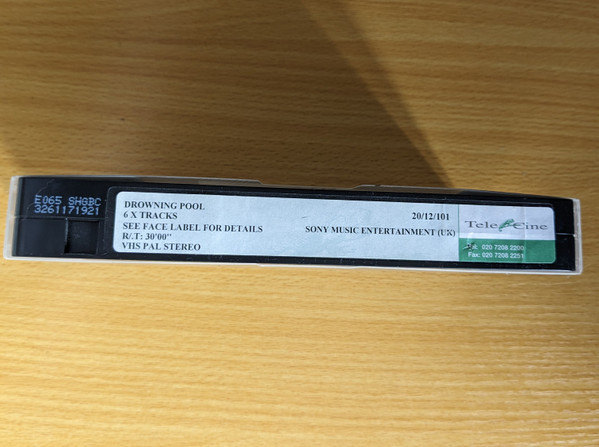 E065 SHGBC
3261171921
DROWNING POOL
6 X TRACKS 20/12/101
SEE FACE LABEL FOR DETAILS SONY MUSIC ENTERTAINMENT (UK)
R/.T: 30'00"
VHS PAL STEREO
TeleCine
Tel: 020 7208 2200
Fax: 020 7208 2251